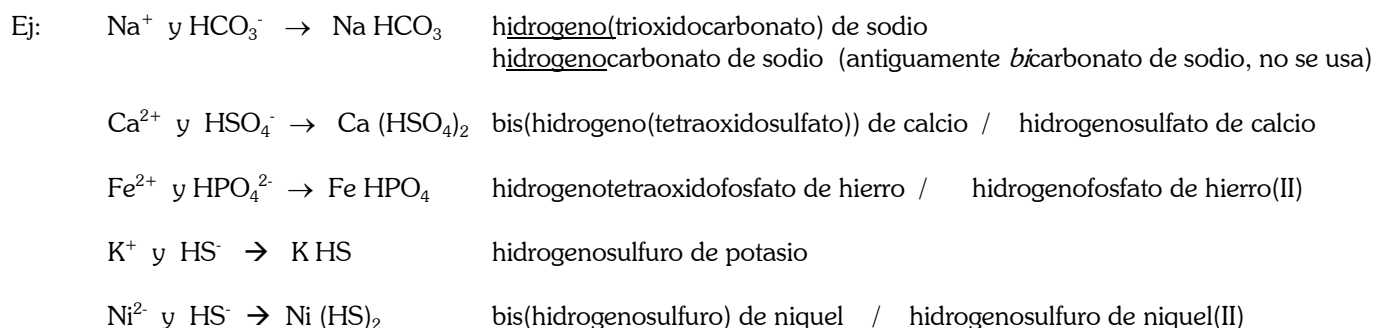 Ej: Na⁺ y HCO₃⁻ → Na HCO₃ hidrogeno(trioxidocarbonato) de sodio
hidrogenocarbonato de sodio (antiguamente bicarbonato de sodio, no se usa)
Ca²⁺ y HSO₄⁻ → Ca (HSO₄)₂ bis(hidrogeno(tetraoxidosulfato)) de calcio / hidrogenosulfato de calcio
Fe²⁺ y HPO₄²⁻ → Fe HPO₄ hidrogenotetraoxidofosfato de hierro / hidrogenofosfato de hierro(II)
K⁺ y HS⁻ → K HS hidrogenosulfuro de potasio
Ni²⁻ y HS⁻ → Ni (HS)₂ bis(hidrogenosulfuro) de niquel / hidrogenosulfuro de niquel(II)